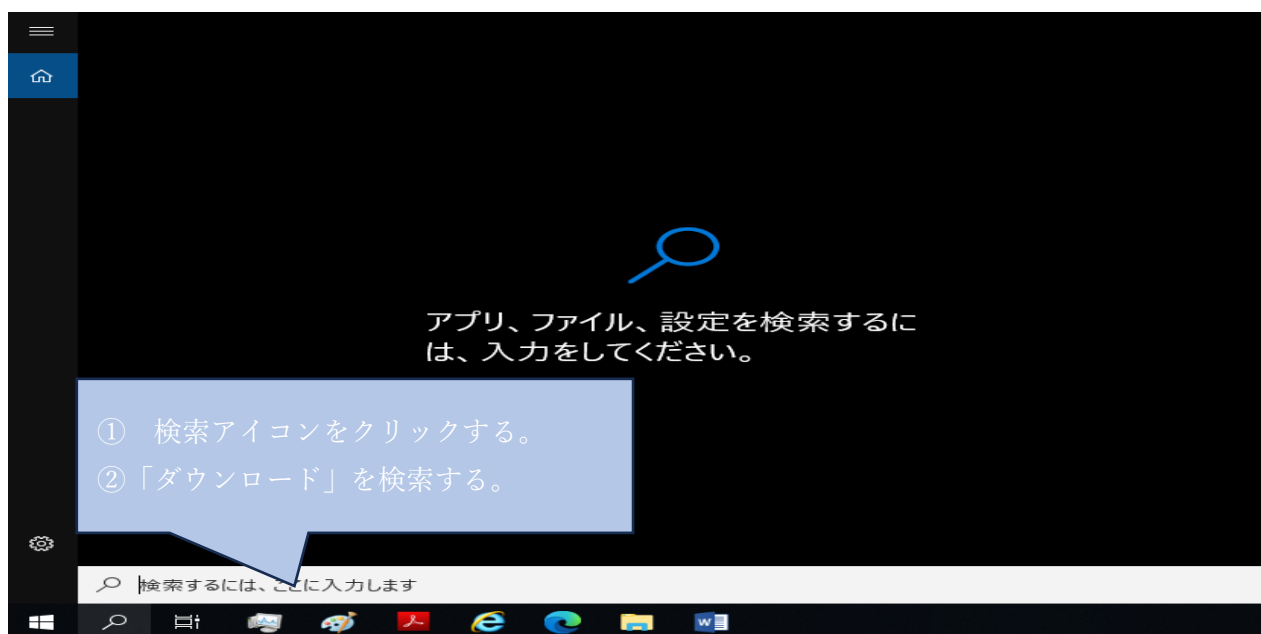 アプリ、ファイル、設定を検索するに
は、入力をしてください。
①　検索アイコンをクリックする。
②「ダウンロード」を検索する。
検索するには、ここに入力します